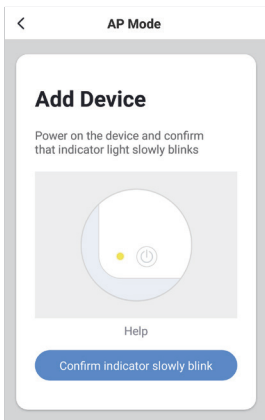 AP Mode
Add Device
Power on the device and confirm
that indicator light slowly blinks
Help
Confirm indicator slowly blink